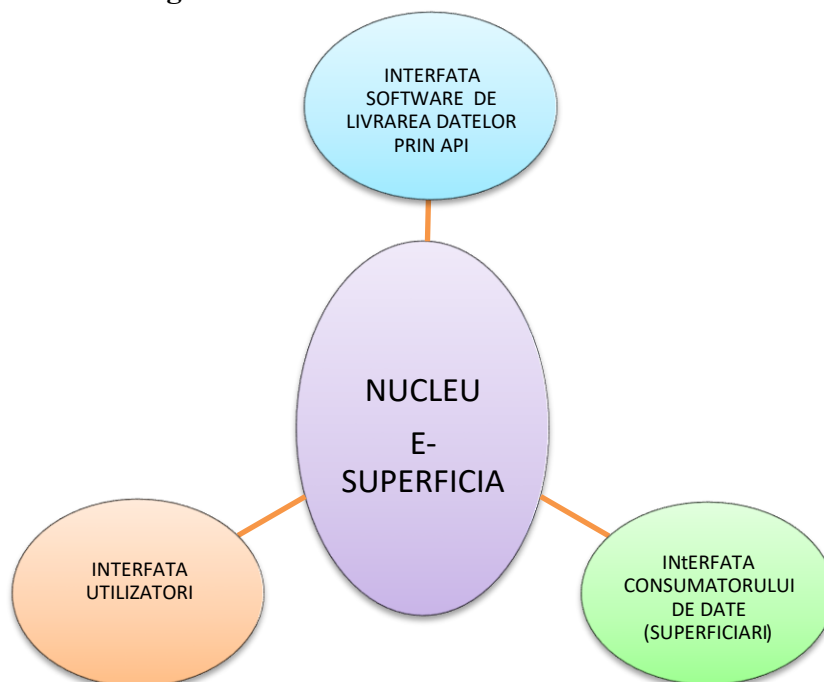 g
INTERFATA
SOFTWARE DE
LIVRAREA DATELOR
PRIN API
NUCLEU
E-
SUPERFICIA
INTERFATA
UTILIZATORI
INtERFATA
CONSUMATORULUI
DE DATE
(SUPERFICIARI)